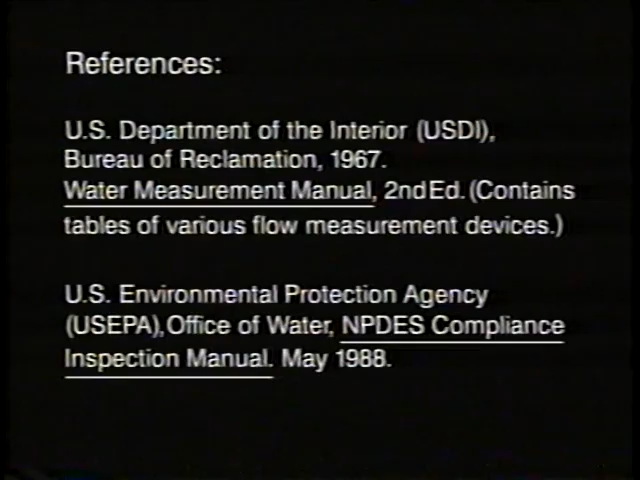 References:
U.S. Department of the Interior (USDI),
Bureau of Reclamation, 1967.
Water Measurement Manual, 2nd Ed. (Contains
tables of various flow measurement devices.)
U.S. Environmental Protection Agency
(USEPA), Office of Water, NPDES Compliance
Inspection Manual. May 1988.